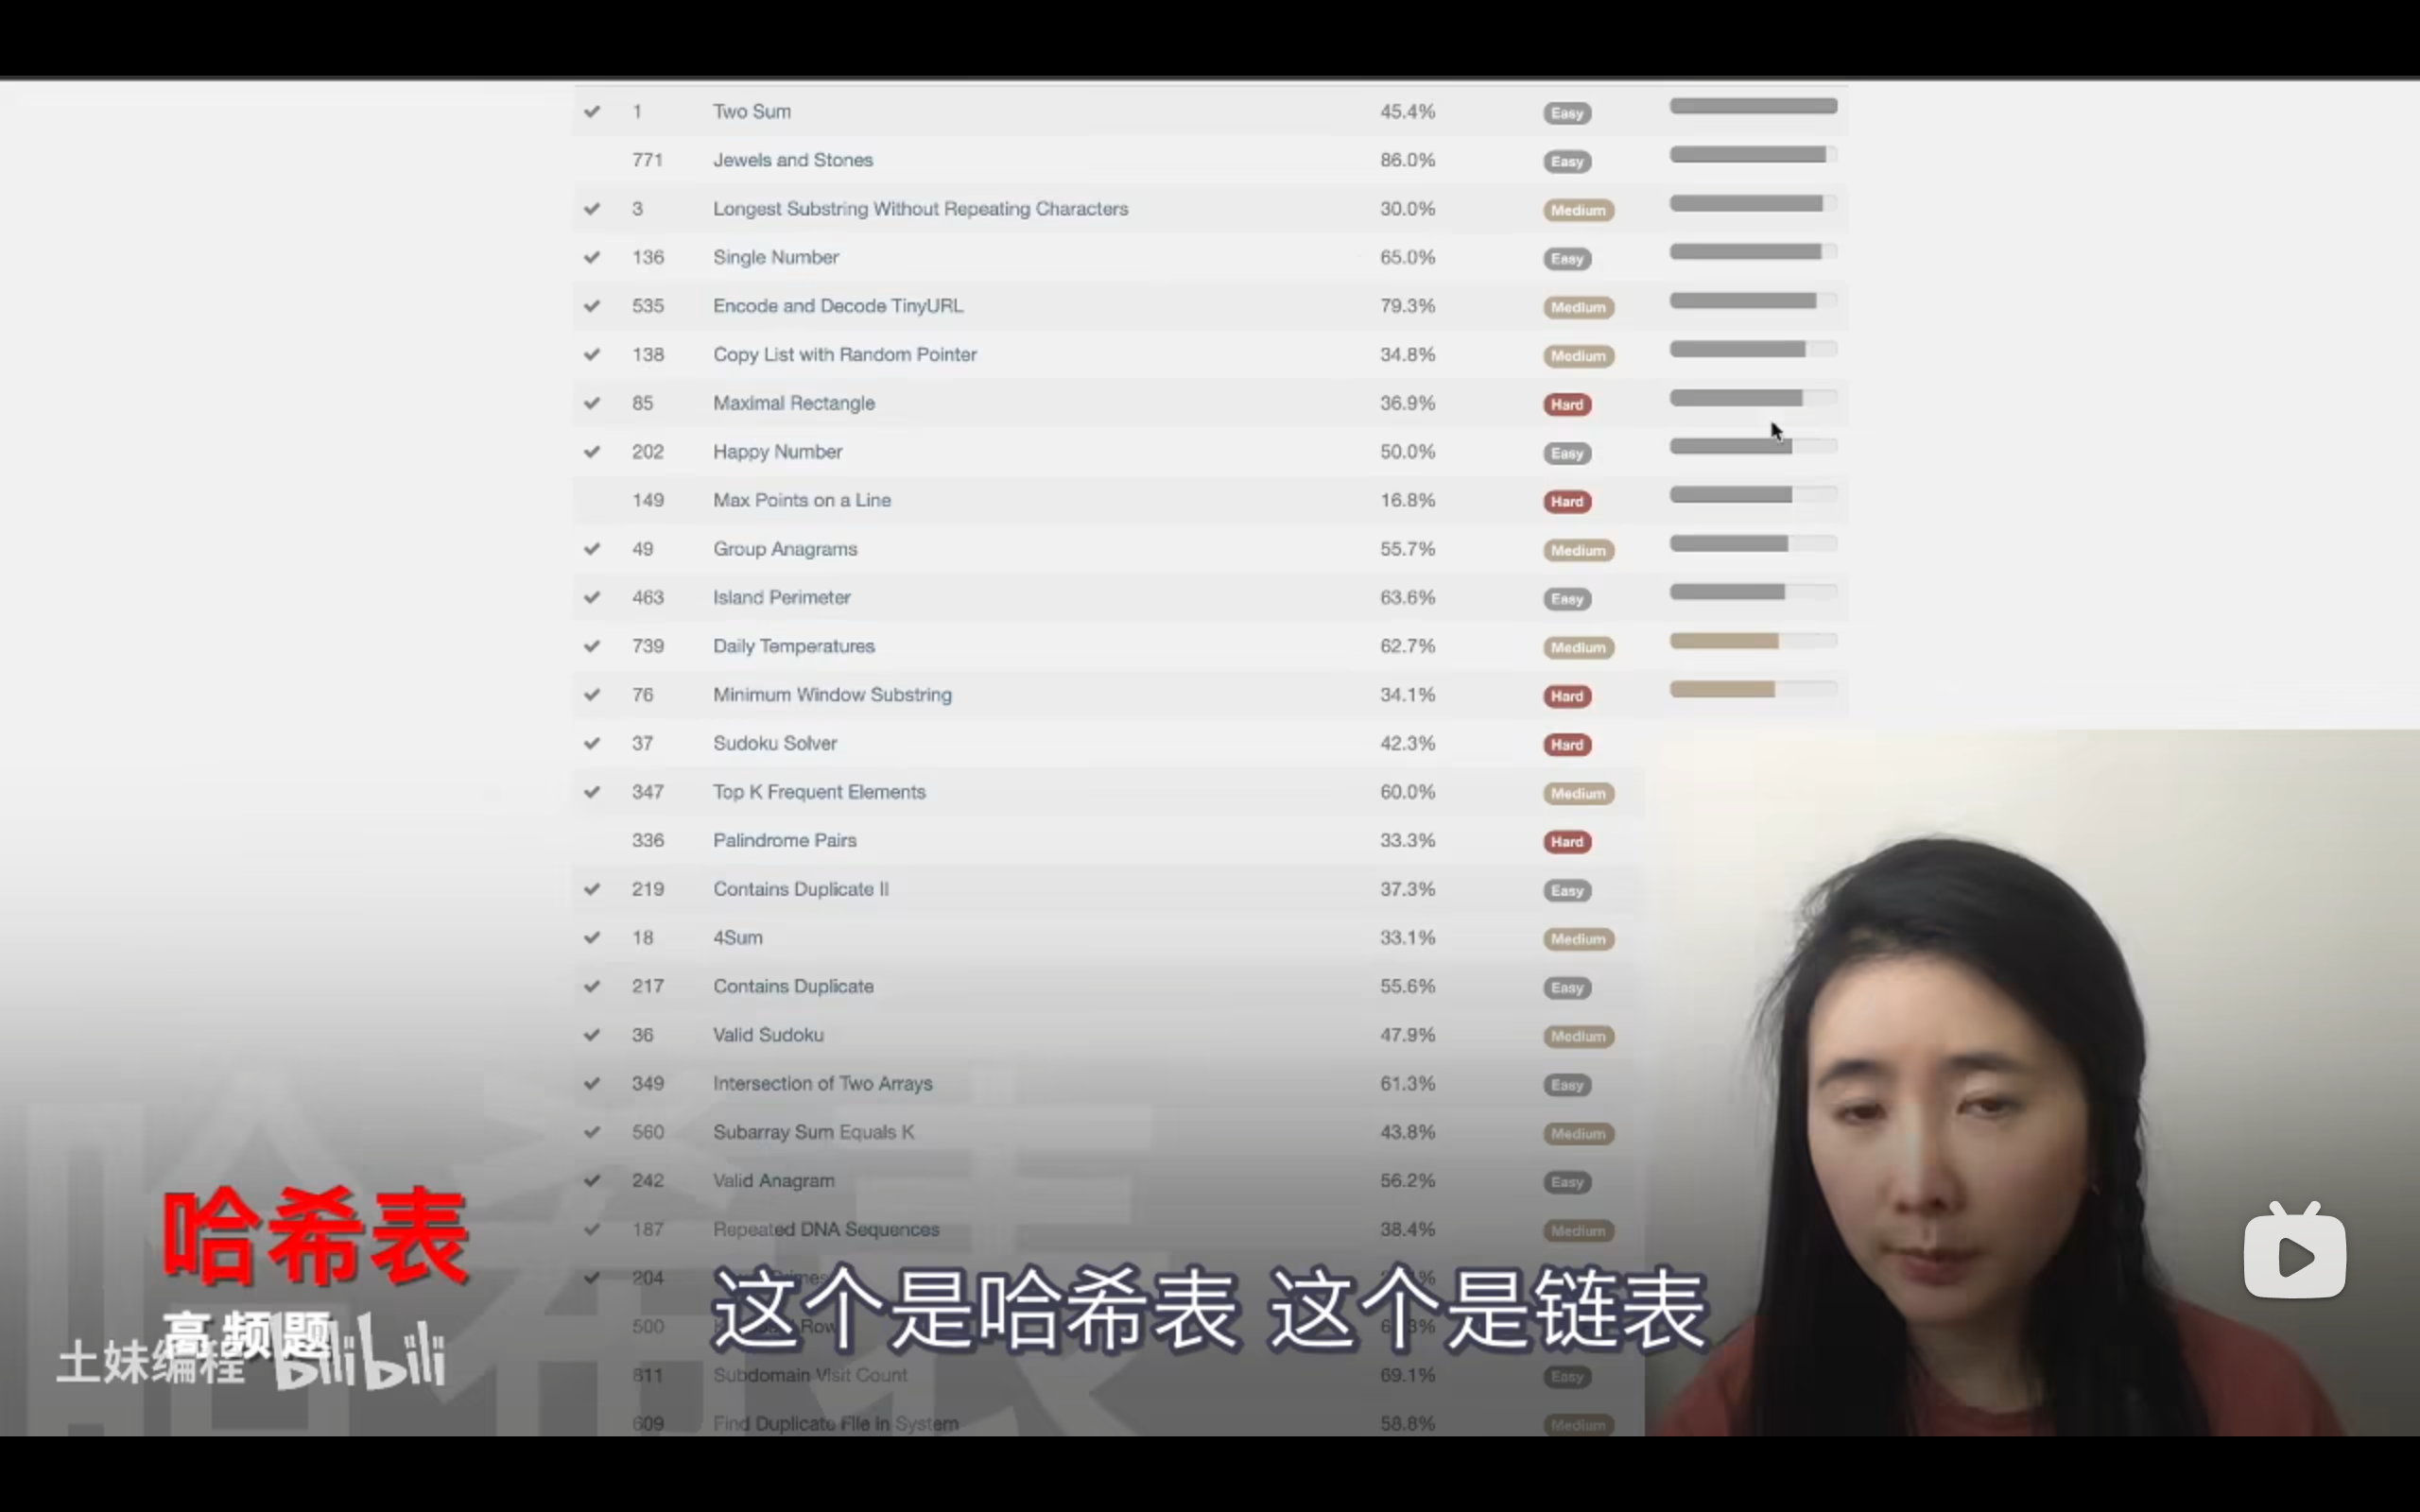 1 Two Sum 45.4% Easy
771 Jewels and Stones 86.0% Easy
3 Longest Substring Without Repeating Characters 30.0% Medium
136 Single Number 65.0% Easy
535 Encode and Decode TinyURL 79.3% Medium
138 Copy List with Random Pointer 34.8% Medium
85 Maximal Rectangle 36.9% Hard
202 Happy Number 50.0% Easy
149 Max Points on a Line 16.8% Hard
49 Group Anagrams 55.7% Medium
463 Island Perimeter 63.6% Easy
739 Daily Temperatures 62.7% Medium
76 Minimum Window Substring 34.1% Hard
37 Sudoku Solver 42.3% Hard
347 Top K Frequent Elements 60.0% Medium
336 Palindrome Pairs 33.3% Hard
219 Contains Duplicate II 37.3% Easy
18 4Sum 33.1% Medium
217 Contains Duplicate 55.6% Easy
36 Valid Sudoku 47.9% Medium
349 Intersection of Two Arrays 61.3% Easy
560 Subarray Sum Equals K 43.8% Medium
242 Valid Anagram 56.2% Easy
187 Repeated DNA Sequences 38.4% Medium
204
500
811 Subdomain Visit Count 69.1% Easy
609 Find Duplicate File in System 58.8% Medium
哈希表
哈希表
高频题
土妹编程 bilibili
这个是哈希表 这个是链表